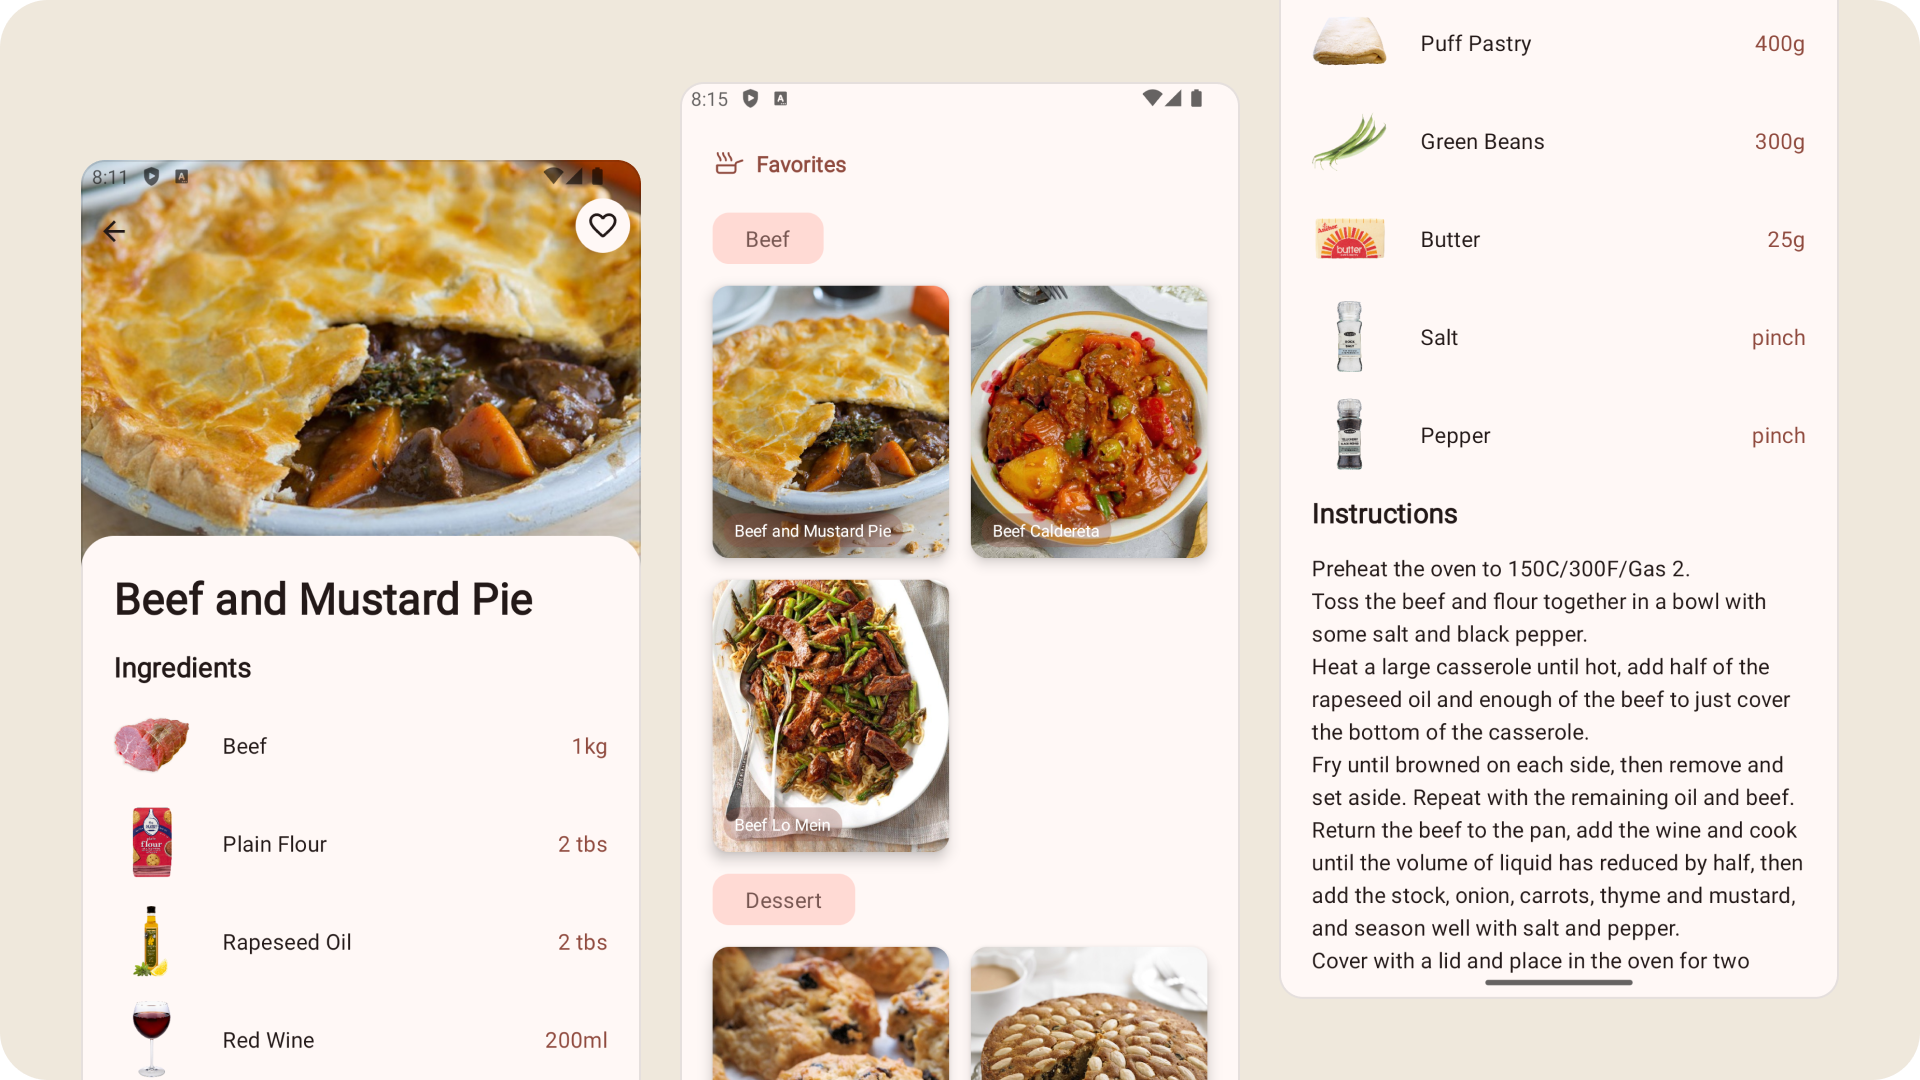 8:11
Beef and Mustard Pie
Ingredients
Beef 1kg
flour
Plain Flour 2 tbs
Rapeseed Oil 2 tbs
Red Wine 200ml
8:15
Favorites
Beef
Beef and Mustard Pie
Beef Caldereta
Beef Lo Mein
Dessert
Puff Pastry 400g
Green Beans 300g
butter
Butter 25g
Salt pinch
Pepper pinch
Instructions
Preheat the oven to 150C/300F/Gas 2.
Toss the beef and flour together in a bowl with
some salt and black pepper.
Heat a large casserole until hot, add half of the
rapeseed oil and enough of the beef to just cover
the bottom of the casserole.
Fry until browned on each side, then remove and
set aside. Repeat with the remaining oil and beef.
Return the beef to the pan, add the wine and cook
until the volume of liquid has reduced by half, then
add the stock, onion, carrots, thyme and mustard,
and season well with salt and pepper.
Cover with a lid and place in the oven for two